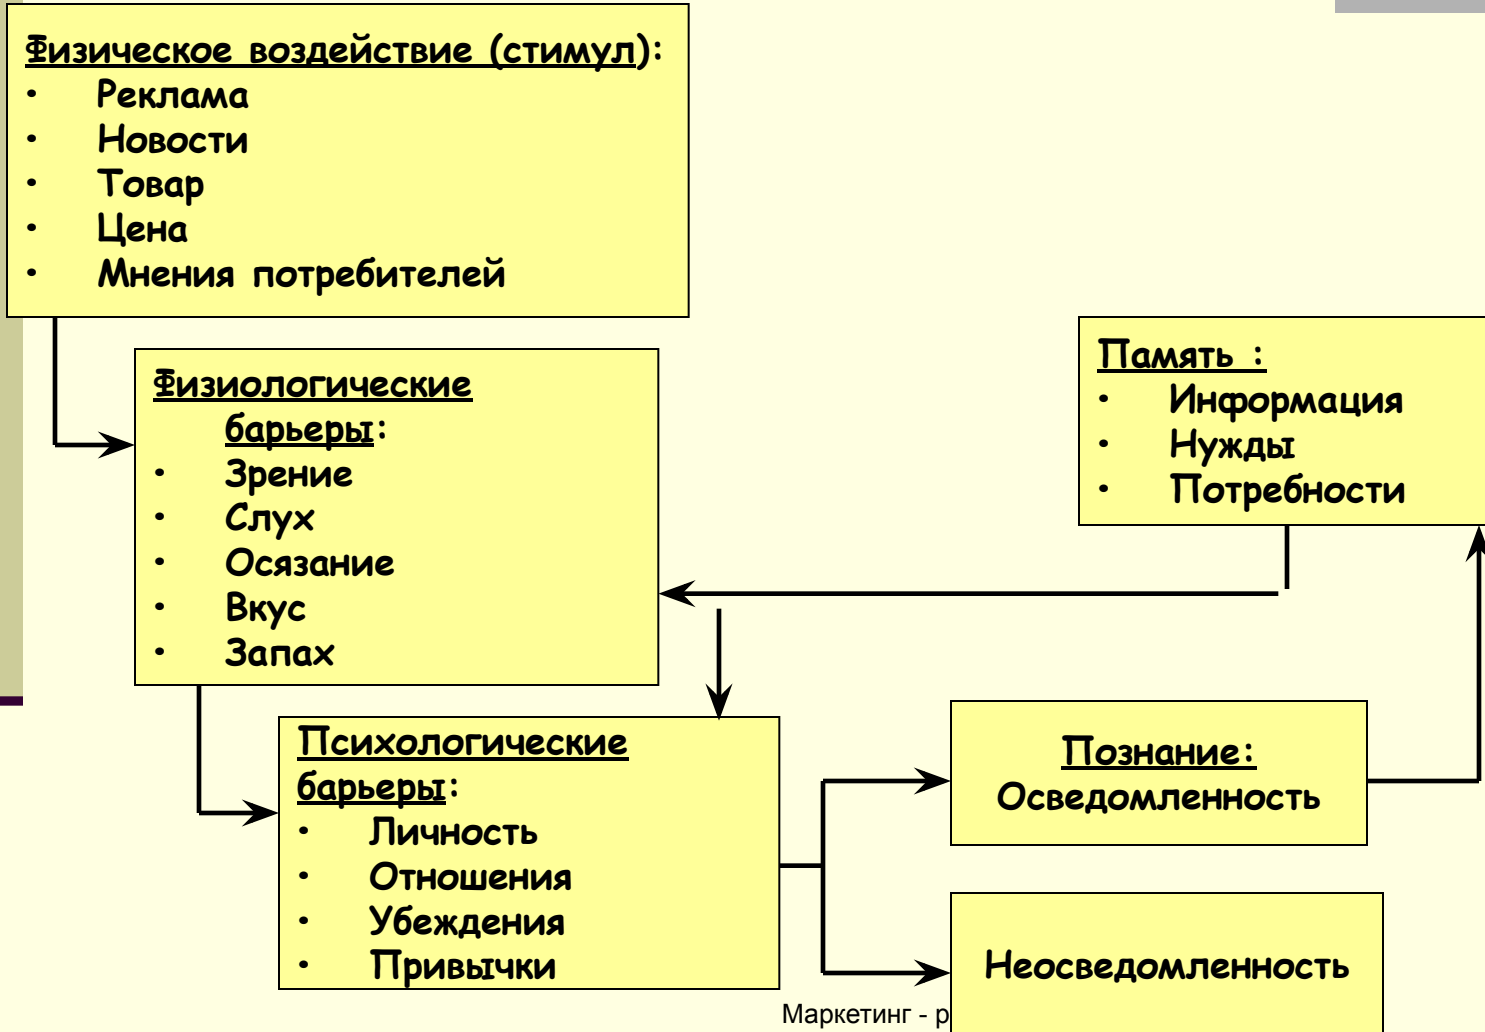 Физическое воздействие (стимул):
• Реклама
• Новости
• Товар
• Цена
• Мнения потребителей
Физиологические
барьеры:
• Зрение
• Слух
• Осязание
• Вкус
• Запах
Память :
• Информация
• Нужды
• Потребности
Психологические
барьеры:
• Личность
• Отношения
• Убеждения
• Привычки
Познание:
Осведомленность
Неосведомленность
Маркетинг - р